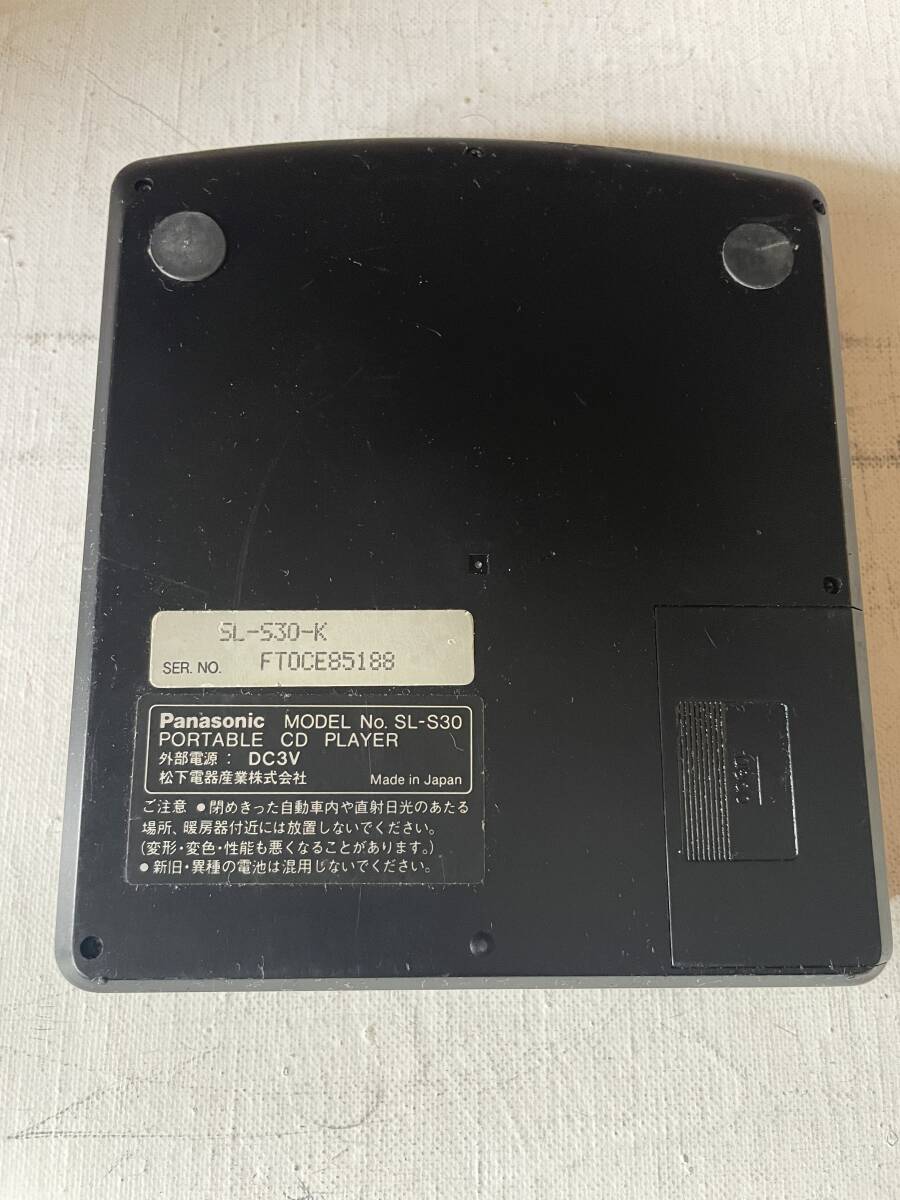 SL-S30-K
SER. NO. FT0CE85188
Panasonic MODEL No. SL-S30
PORTABLE CD PLAYER
外部電源： DC3V
松下電器産業株式会社 Made in Japan
ご注意 ●閉めきった自動車内や直射日光のあたる
場所、暖房器付近には放置しないでください。
(変形・変色・性能も悪くなることがあります。)
●新旧・異種の電池は混用しないでください。